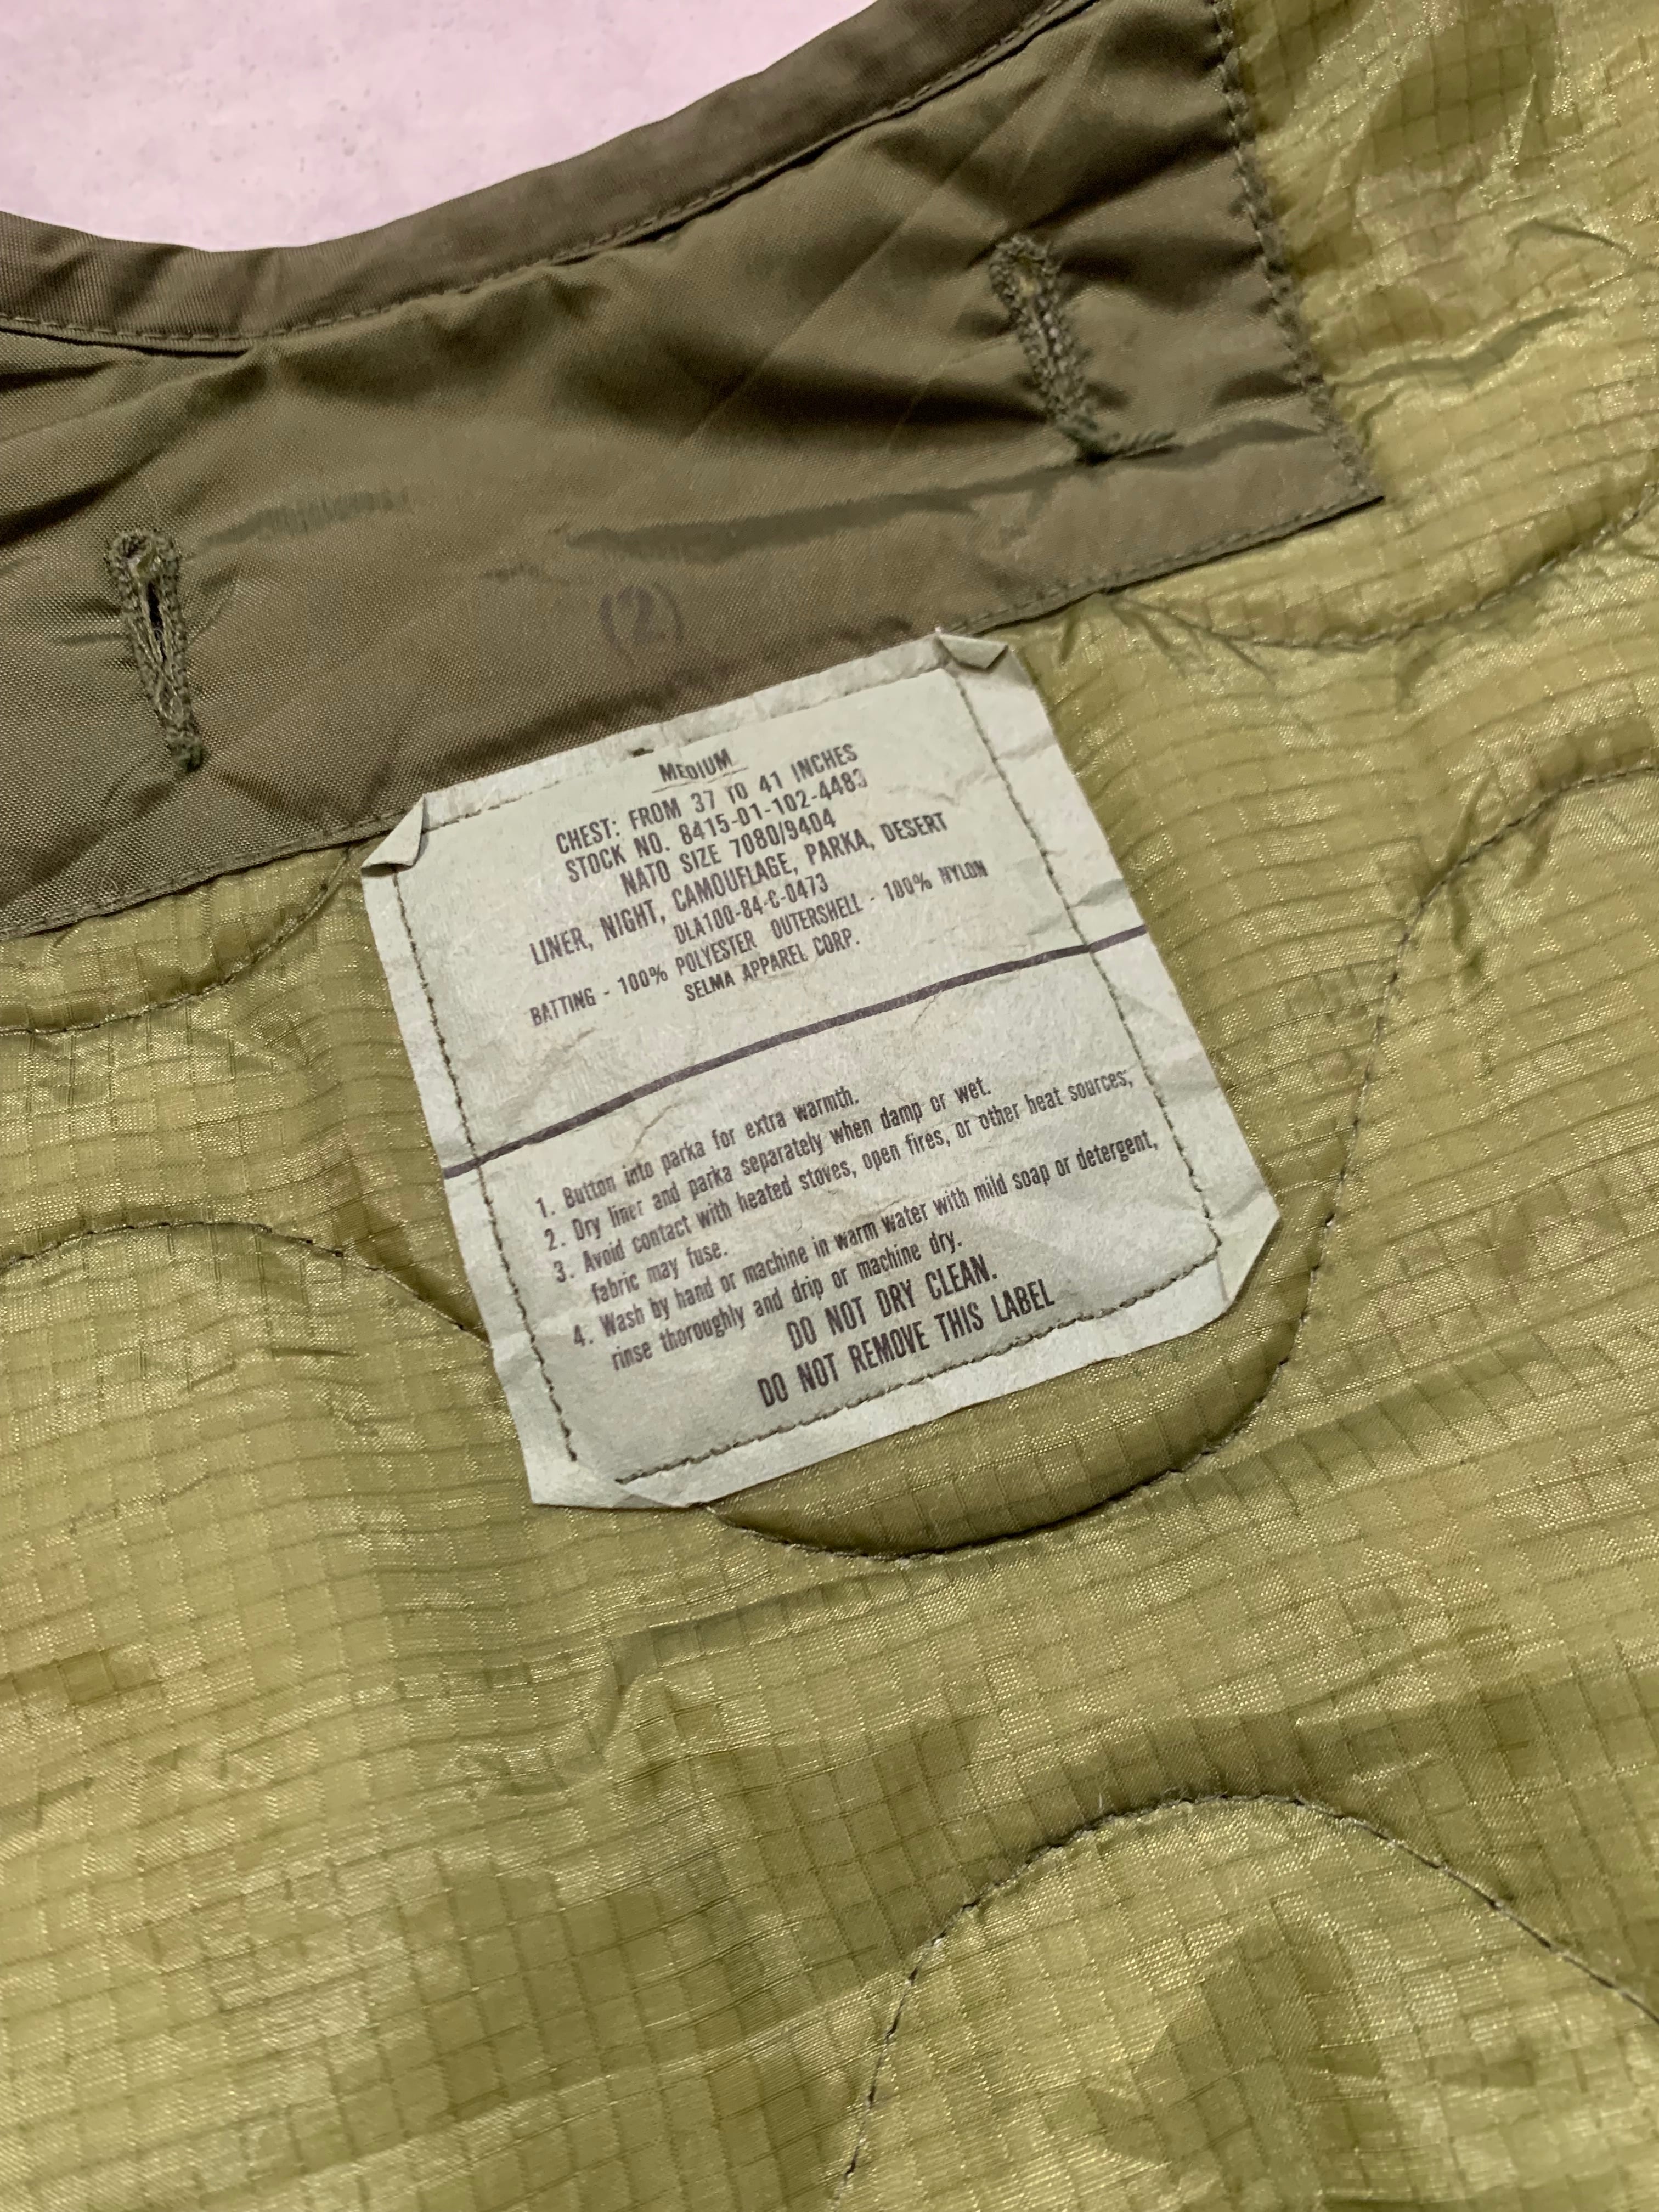 (2)
MEDIUM
CHEST: FROM 37 TO 41 INCHES
STOCK NO. 8415-01-102-4483
NATO SIZE 7080/9404
LINER, NIGHT, CAMOUFLAGE, PARKA, DESERT
DLA100-84-C-0473
BATTING - 100% POLYESTER OUTERSHELL - 100% NYLON
SELMA APPAREL CORP.
1. Button into parka for extra warmth.
2. Dry liner and parka separately when damp or wet.
3. Avoid contact with heated stoves, open fires, or other heat sources;
fabric may fuse.
4. Wash by hand or machine in warm water with mild soap or detergent,
rinse thoroughly and drip or machine dry.
DO NOT DRY CLEAN.
DO NOT REMOVE THIS LABEL